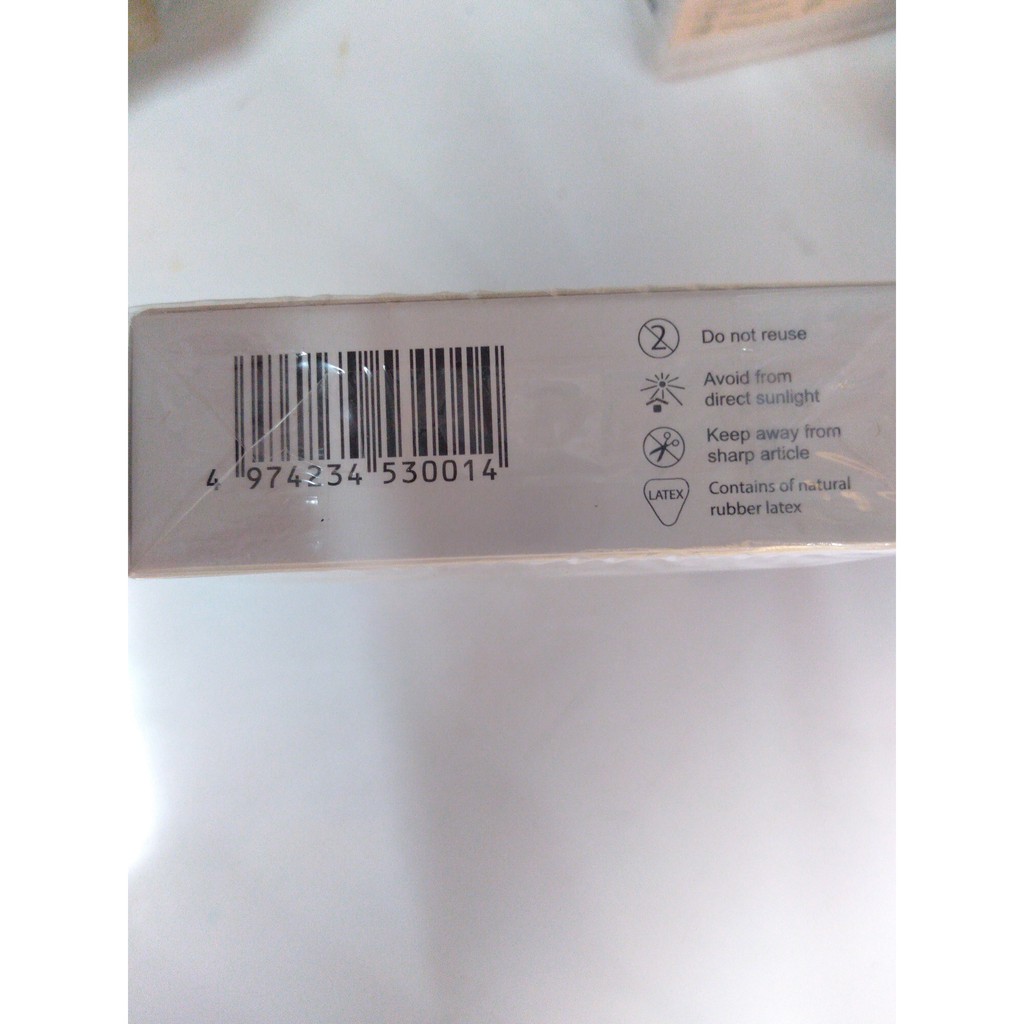 4 974234 530014
Do not reuse
Avoid from
direct sunlight
Keep away from
sharp article
LATEX
Contains of natural
rubber latex